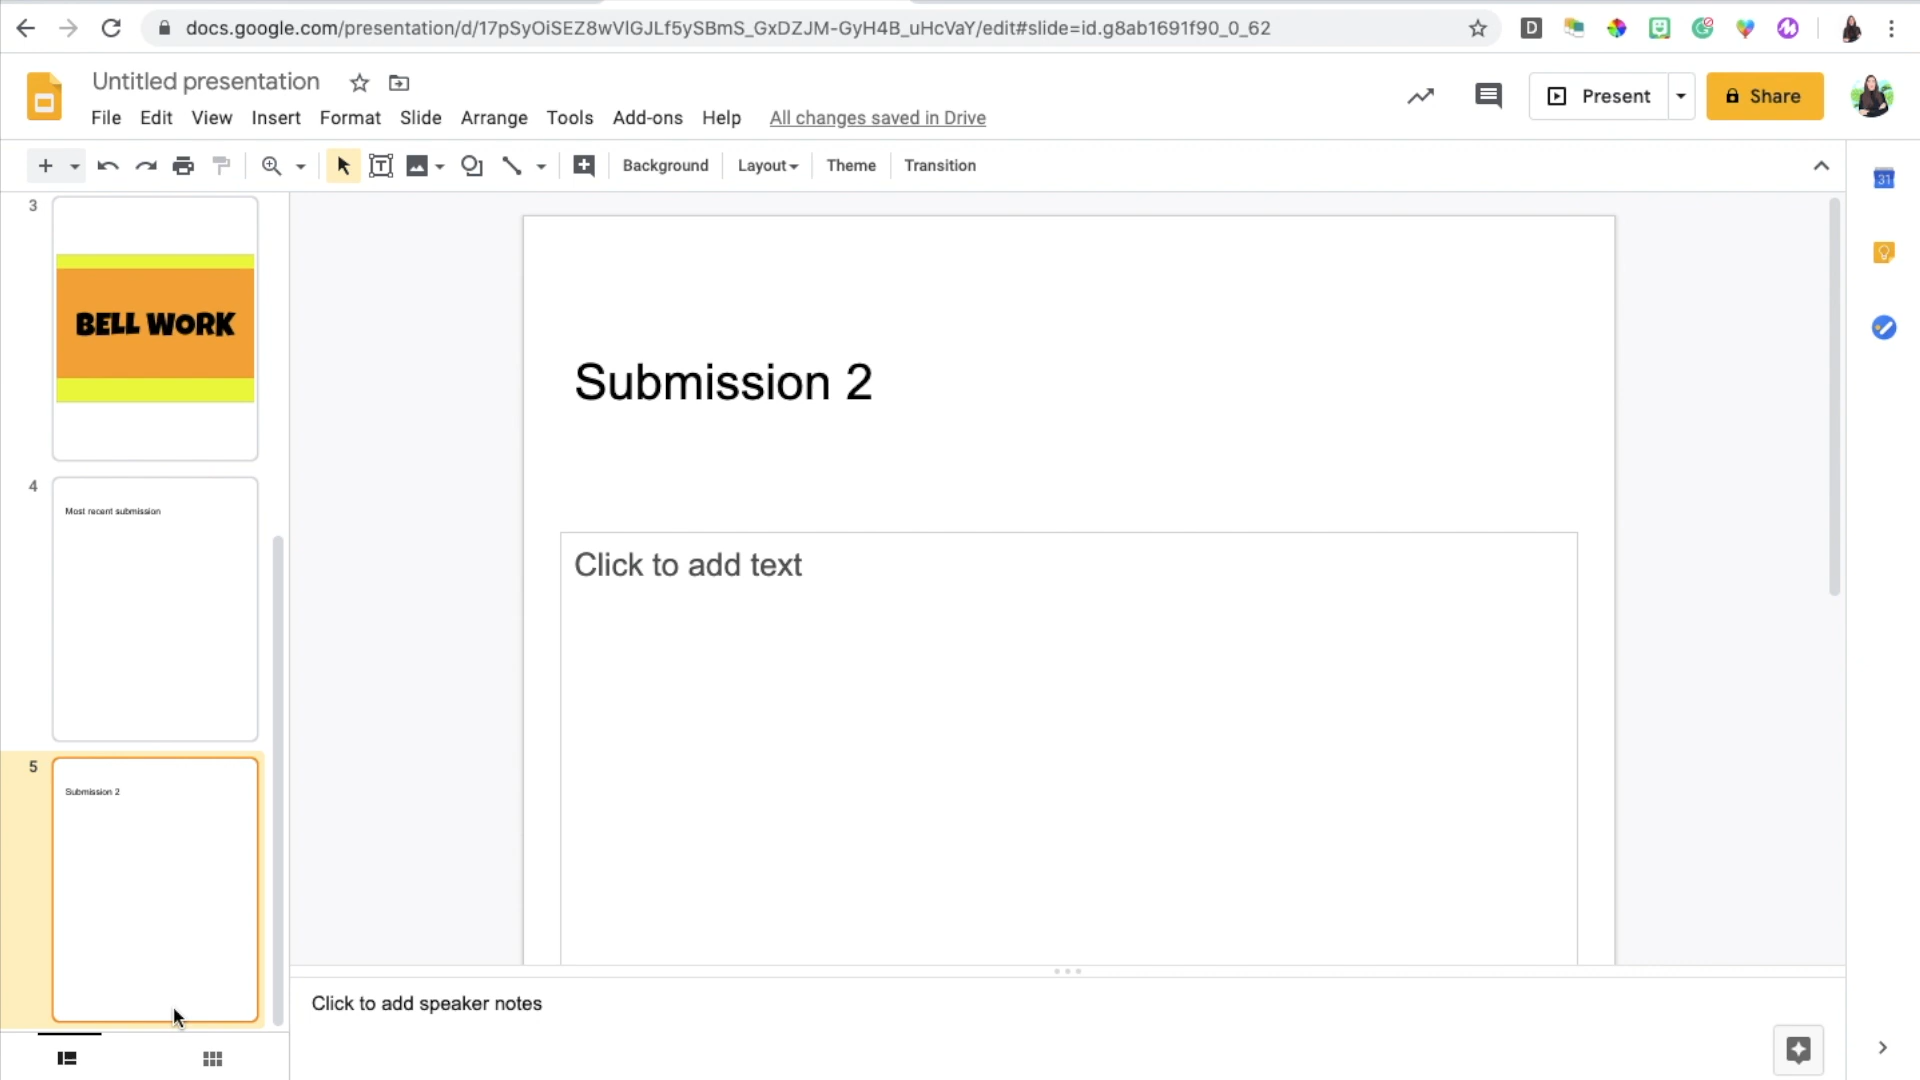 docs.google.com/presentation/d/17pSyOiSEZ8wVlGJLf5ySBmS_GxDZJM-GyH4B_uHcVaY/edit#slide=id.g8ab1691f90_0_62
D
Untitled presentation
File Edit View Insert Format Slide Arrange Tools Add-ons Help All changes saved in Drive
Present
Share
Background Layout Theme Transition
31
3
BELL WORK
4
Most recent submission
5
Submission 2
Submission 2
Click to add text
Click to add speaker notes